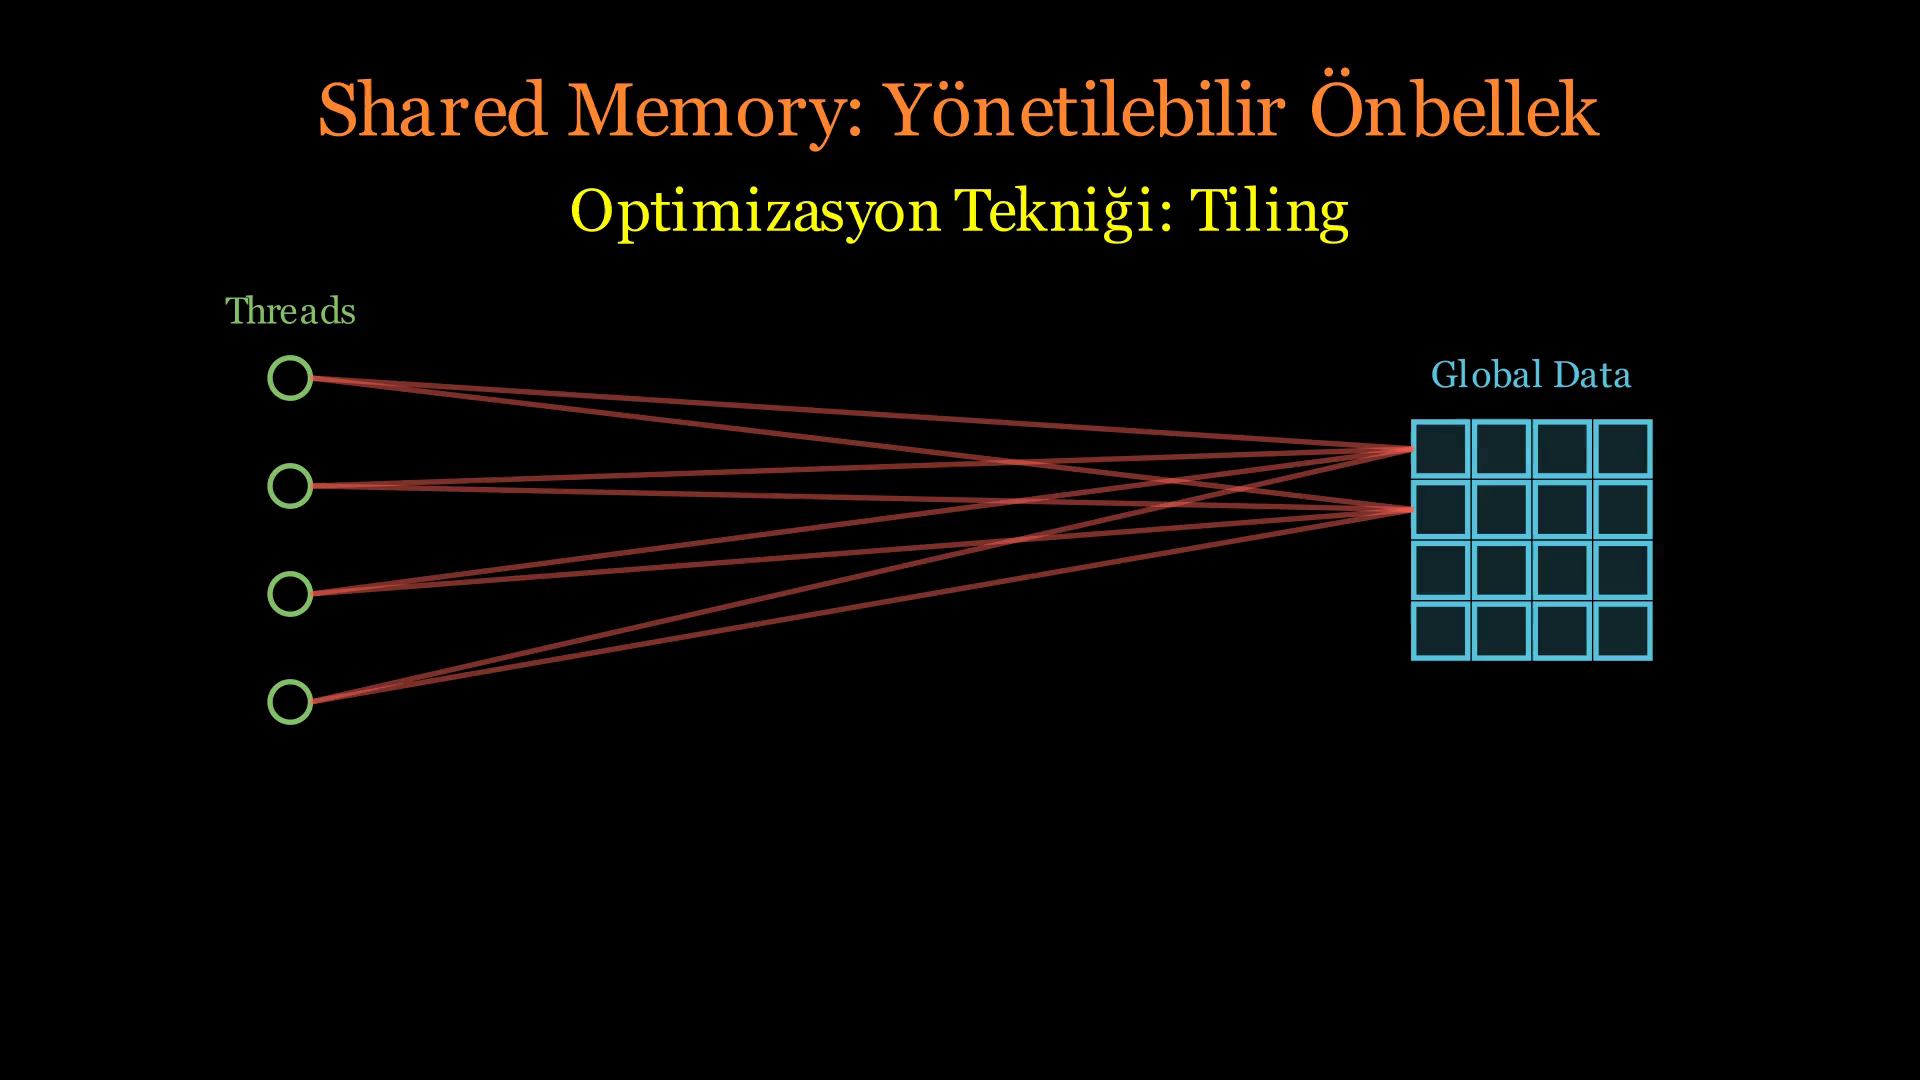 Shared Memory: Yönetilebilir Önbellek
Optimizasyon Tekniği: Tiling
Threads
Global Data